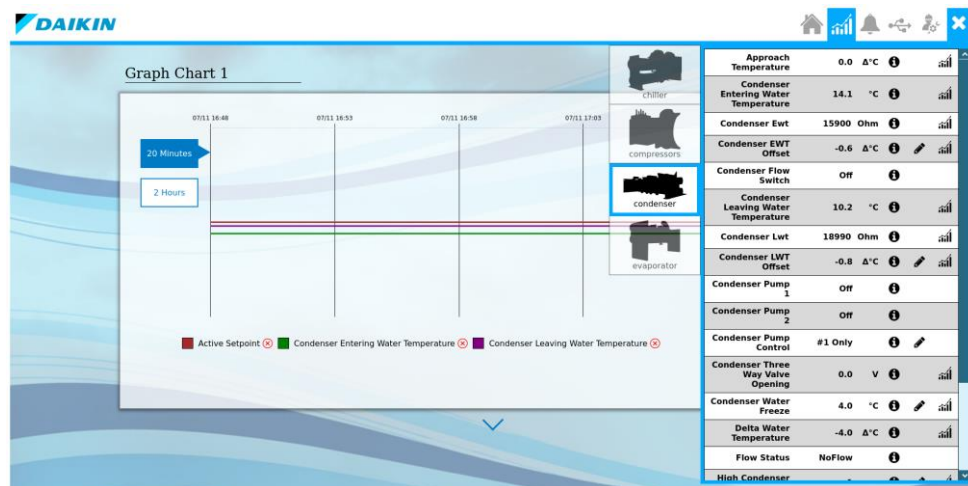 DAIKIN
Graph Chart 1
07/11 16:48
07/11 16:53
07/11 16:58
07/11 17:03
20 Minutes
2 Hours
Active Setpoint
Condenser Entering Water Temperature
Condenser Leaving Water Temperature
chiller
compressors
condenser
evaporator
Approach
Temperature
0.0 Δ°C
Condenser
Entering Water
Temperature
14.1 °C
Condenser Ewt
15900 Ohm
Condenser EWT
Offset
-0.6 Δ°C
Condenser Flow
Switch
Off
Condenser
Leaving Water
Temperature
10.2 °C
Condenser Lwt
18990 Ohm
Condenser LWT
Offset
-0.8 Δ°C
Condenser Pump
1
Off
Condenser Pump
2
Off
Condenser Pump
Control
#1 Only
Condenser Three
Way Valve
Opening
0.0 V
Condenser Water
Freeze
4.0 °C
Delta Water
Temperature
-4.0 Δ°C
Flow Status
NoFlow
High Condenser